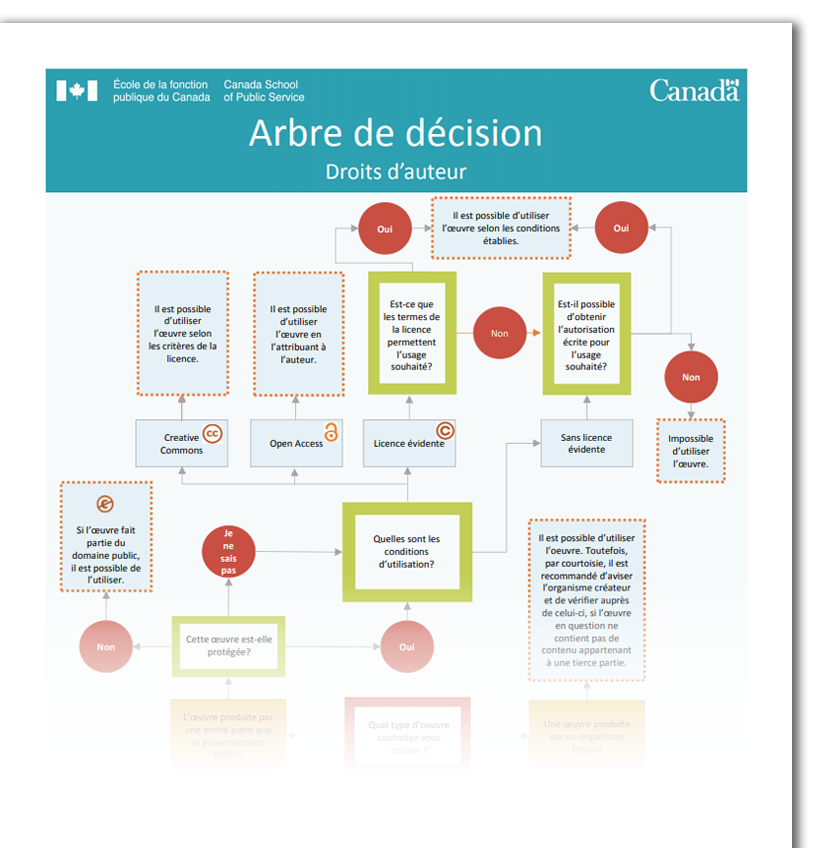 École de la fonction
publique du Canada
Canada School
of Public Service
Canada
Arbre de décision
Droits d’auteur
Oui
Il est possible d’utiliser
l’œuvre selon les conditions
établies.
Oui
Il est possible
d’utiliser
l’œuvre selon
les critères de la
licence.
Il est possible
d’utiliser
l’œuvre en
l’attribuant à
l’auteur.
Est-ce que
les termes de
la licence
permettent
l’usage
souhaité?
Non
Est-il possible
d’obtenir
l’autorisation
écrite pour
l’usage
souhaité?
Non
Creative
Commons
cc
Open Access
Licence évidente
C
Sans licence
évidente
Impossible
d’utiliser
l’œuvre.
Si l’œuvre fait
partie du
domaine public,
il est possible de
l’utiliser.
Je
ne
sais
pas
Quelles sont les
conditions
d’utilisation?
Il est possible d’utiliser
l’oeuvre. Toutefois,
par courtoisie, il est
recommandé d’aviser
l’organisme créateur
et de vérifier auprès
de celui-ci, si l’œuvre
en question ne
contient pas de
contenu appartenant
à une tierce partie.
Non
Cette œuvre est-elle
protégée?
Oui
L’œuvre produite par
une entité autre que
le gouvernement
Quel type d’oeuvre
souhaitez-vous
utiliser ?
Une œuvre produite
par un organisme
fédéral